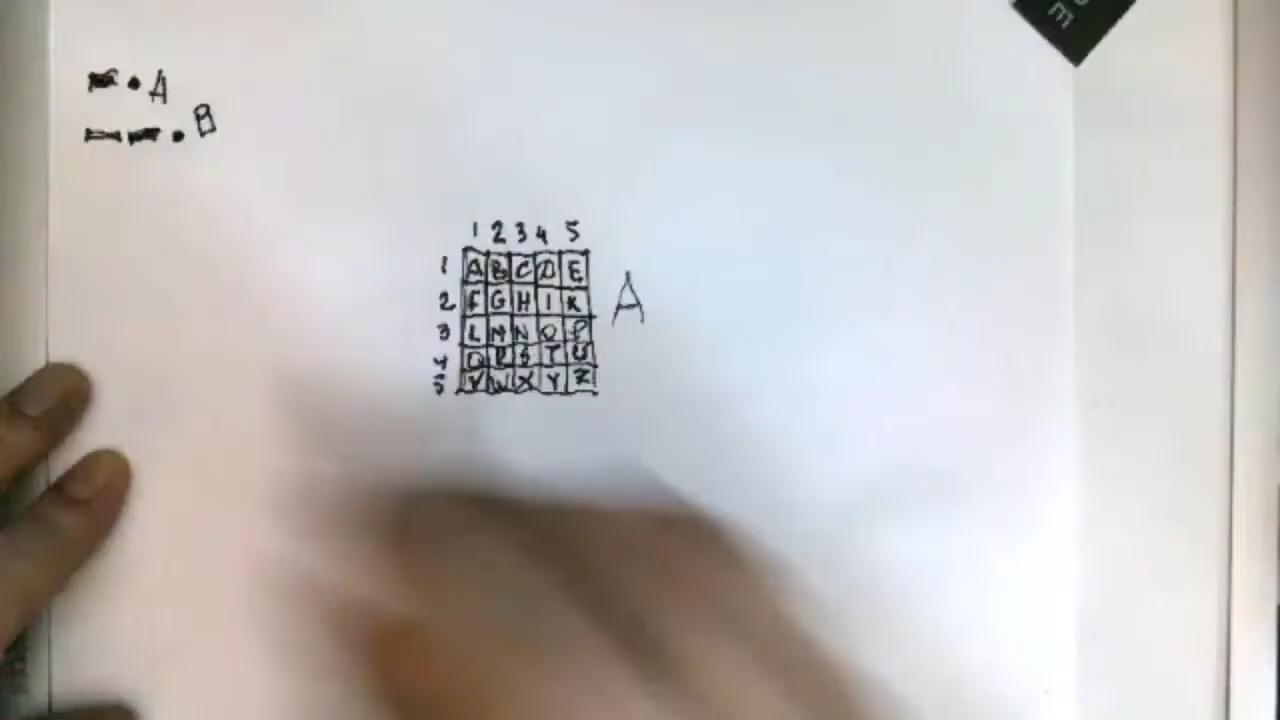 ▬ • A
▬ ▬ . B
1 2 3 4 5
1 A B C D E
2 F G H I K A
3 L M N O P
4 Q R S T U
5 V W X Y Z